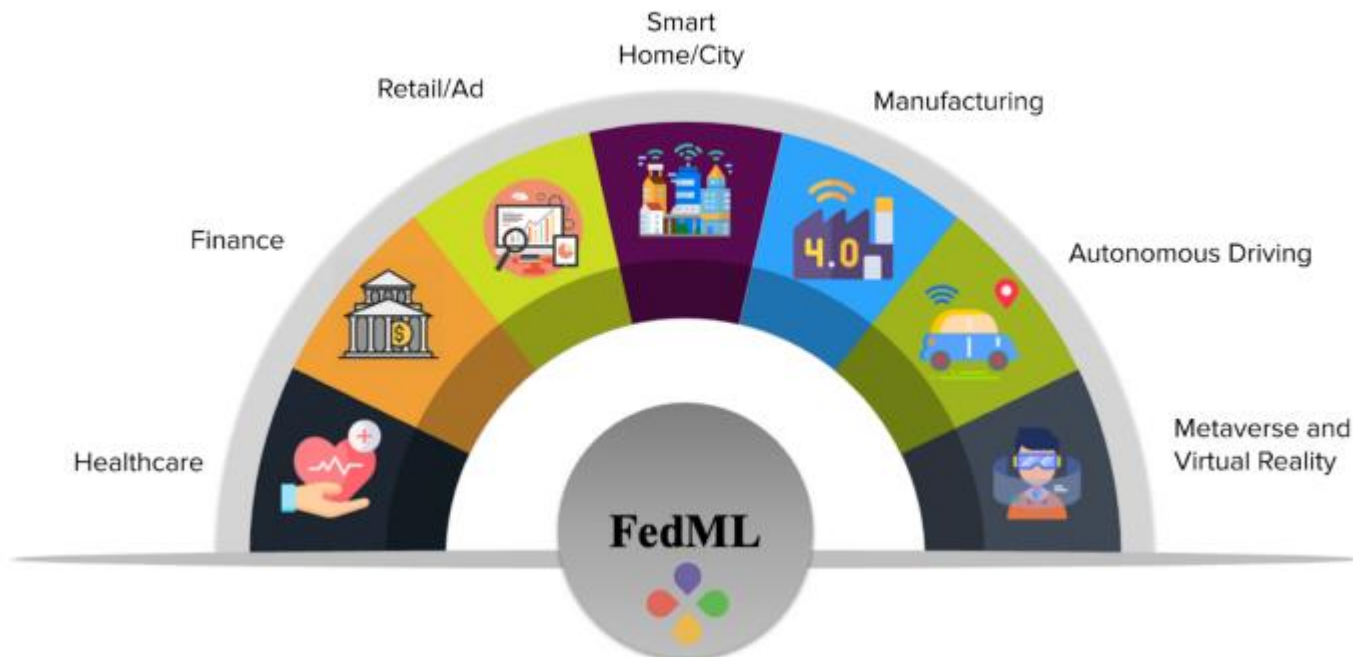 Smart
Home/City
Retail/Ad
Manufacturing
Finance
Autonomous Driving
4.0
$
Healthcare
Metaverse and
Virtual Reality
FedML